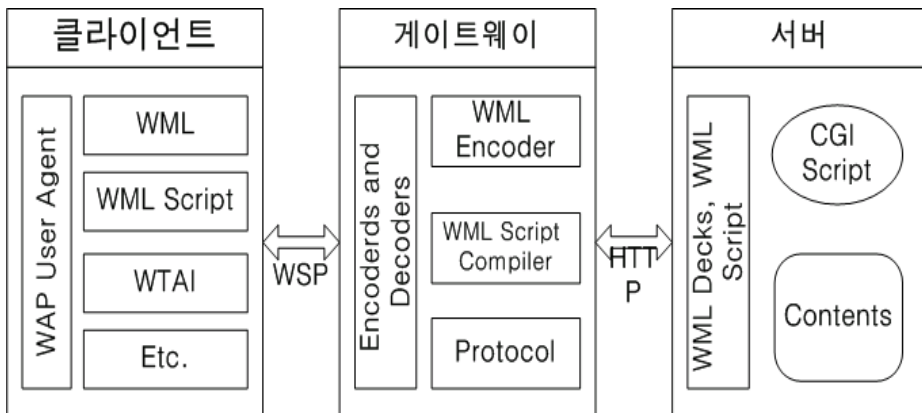 클라이언트
WAP User Agent
WML
WML Script
WTAI
Etc.
WSP
게이트웨이
Encoderds and
Decoders
WML
Encoder
WML Script
Compiler
Protocol
HTT
P
서버
WML Decks, WML
Script
CGI
Script
Contents